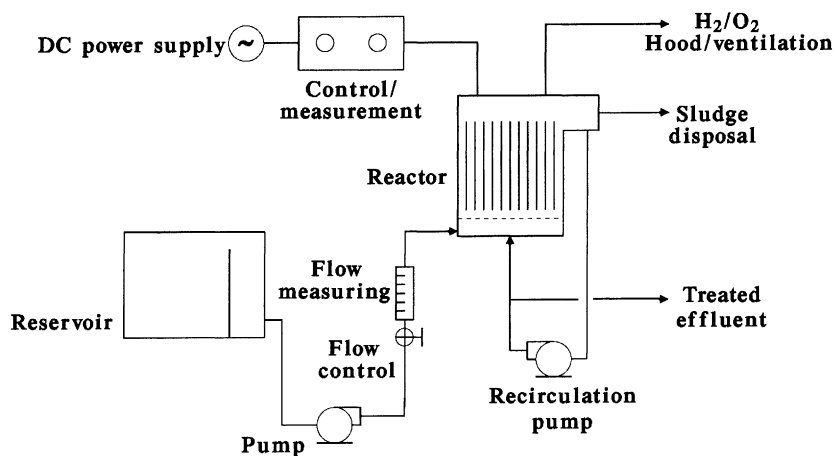 H₂/O₂
Hood/ventilation
DC power supply
~
Control/
measurement
Sludge
disposal
Reactor
Flow
measuring
Reservoir
Treated
effluent
Flow
control
Recirculation
pump
Pump